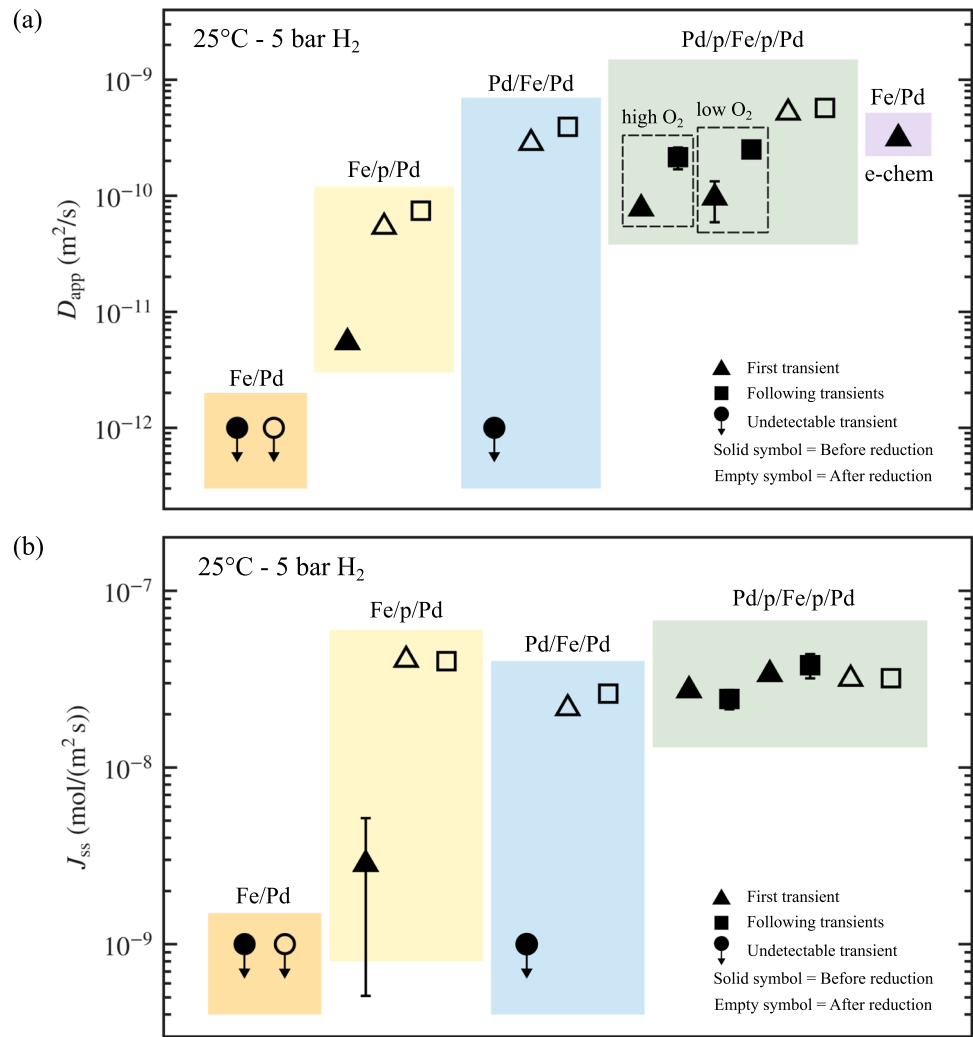 (a)
25°C - 5 bar H₂
Pd/p/Fe/p/Pd
Pd/Fe/Pd
Fe/Pd
high O₂
low O₂
Fe/p/Pd
e-chem
Fe/Pd
10⁻⁹
10⁻¹⁰
10⁻¹¹
10⁻¹²
D_app (m²/s)
First transient
Following transients
Undetectable transient
Solid symbol = Before reduction
Empty symbol = After reduction
(b)
25°C - 5 bar H₂
Fe/p/Pd
Pd/Fe/Pd
Pd/p/Fe/p/Pd
Fe/Pd
10⁻⁷
10⁻⁸
10⁻⁹
J_ss (mol/(m² s))
First transient
Following transients
Undetectable transient
Solid symbol = Before reduction
Empty symbol = After reduction